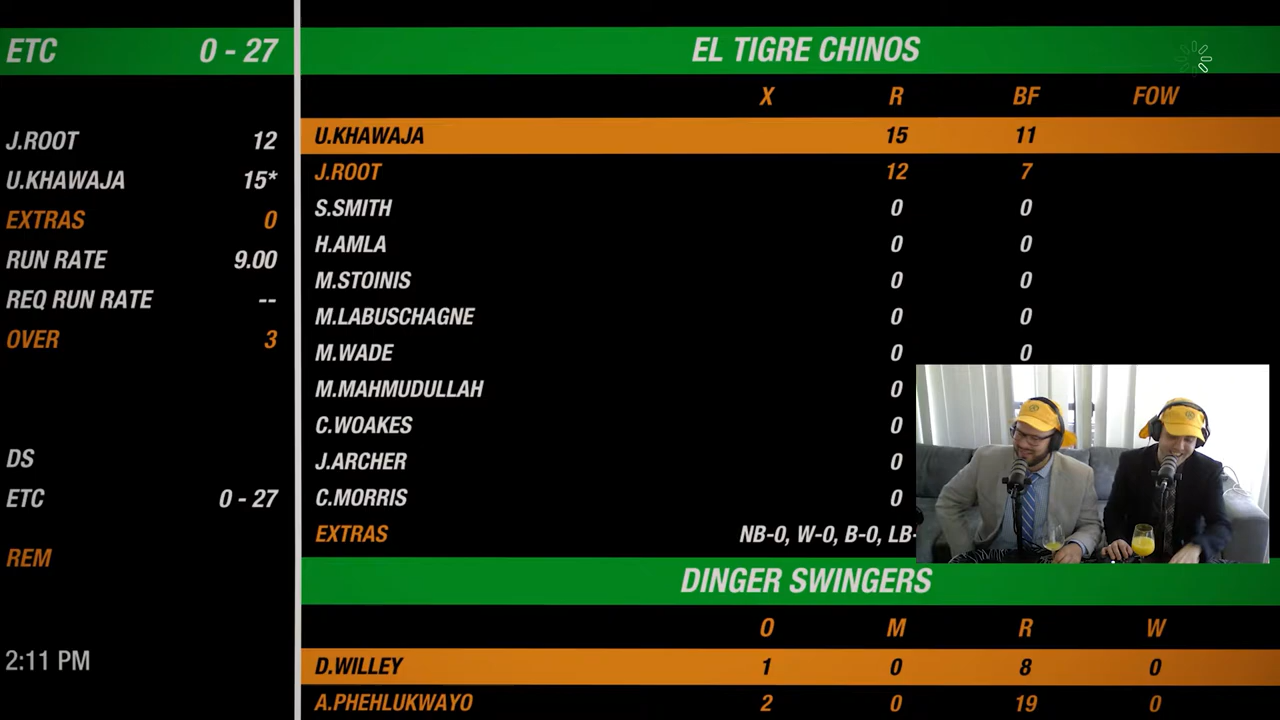 ETC 0 - 27
J.ROOT 12
U.KHAWAJA 15*
EXTRAS 0
RUN RATE 9.00
REQ RUN RATE --
OVER 3
DS
ETC 0 - 27
REM
2:11 PM
EL TIGRE CHINOS
X R BF FOW
U.KHAWAJA 15 11
J.ROOT 12 7
S.SMITH 0 0
H.AMLA 0 0
M.STOINIS 0 0
M.LABUSCHAGNE 0 0
M.WADE 0 0
M.MAHMUDULLAH 0
C.WOAKES 0
J.ARCHER 0
C.MORRIS 0
EXTRAS NB-0, W-0, B-0, LB-
DINGER SWINGERS
O M R W
D.WILLEY 1 0 8 0
A.PHEHLUKWAYO 2 0 19 0